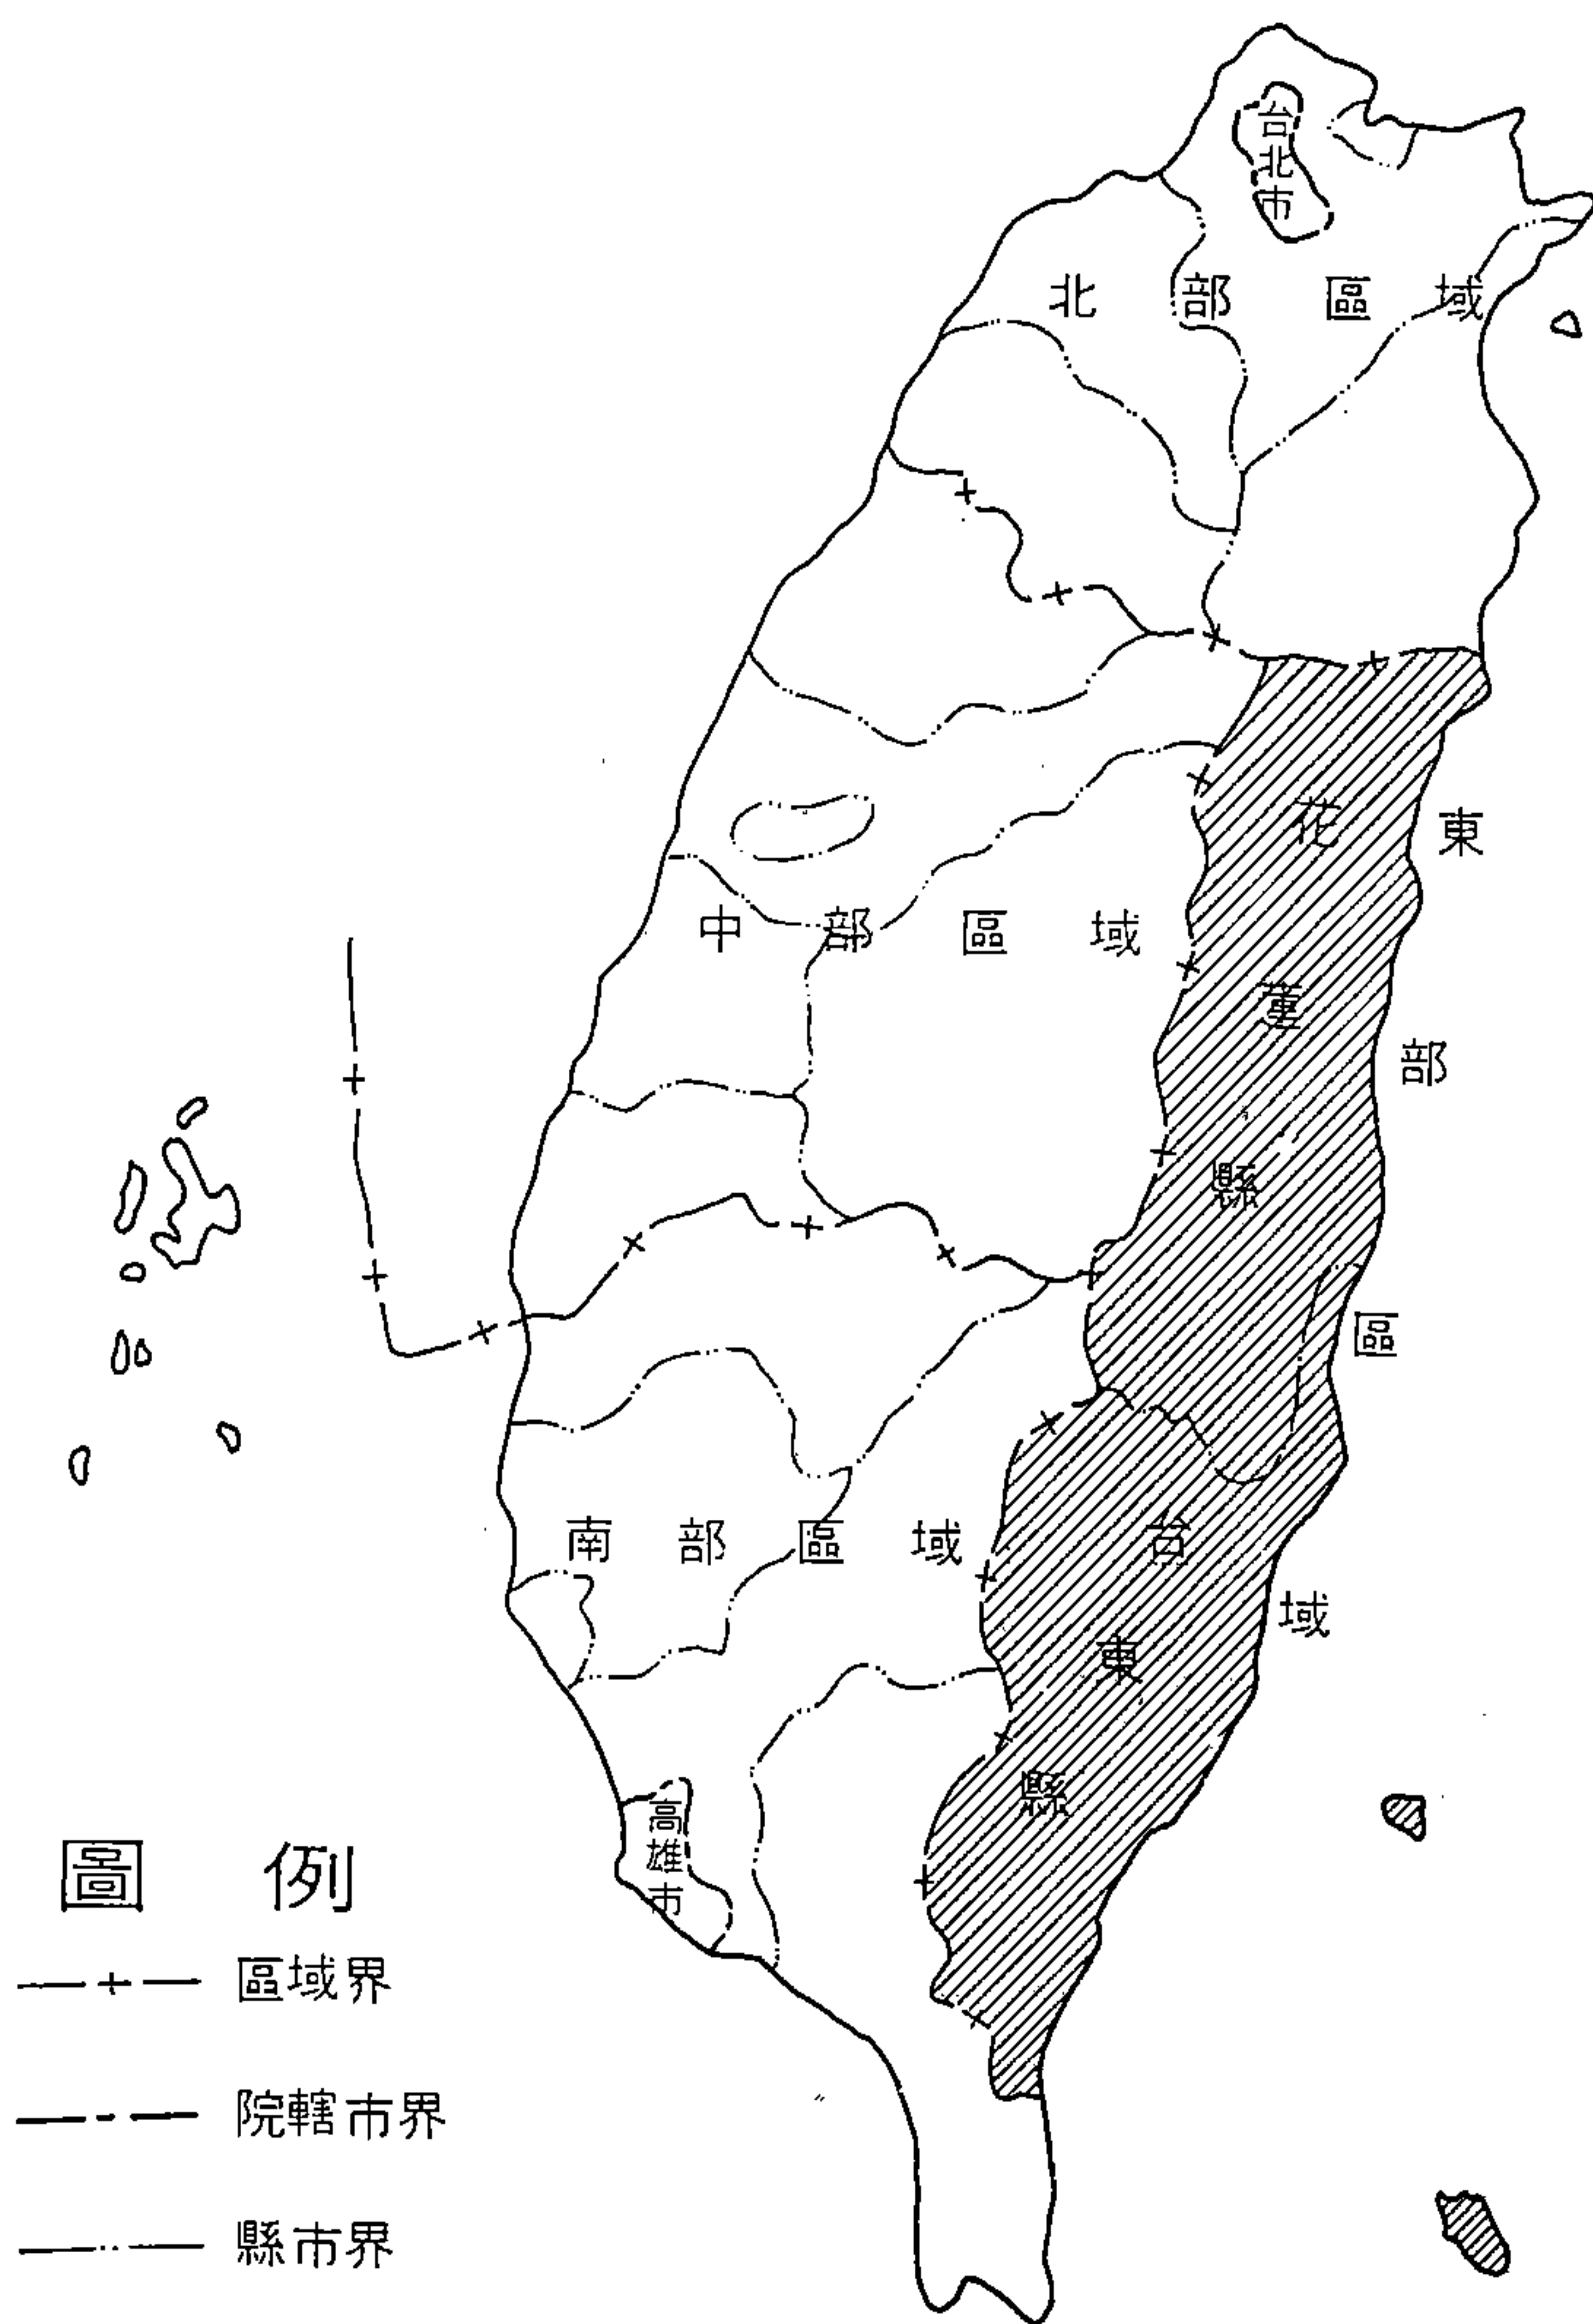 台北市
北部區域
花蓮縣
東部區域
中部區域
南部區域
台東縣
高雄市
圖例
區域界
院轄市界
縣市界